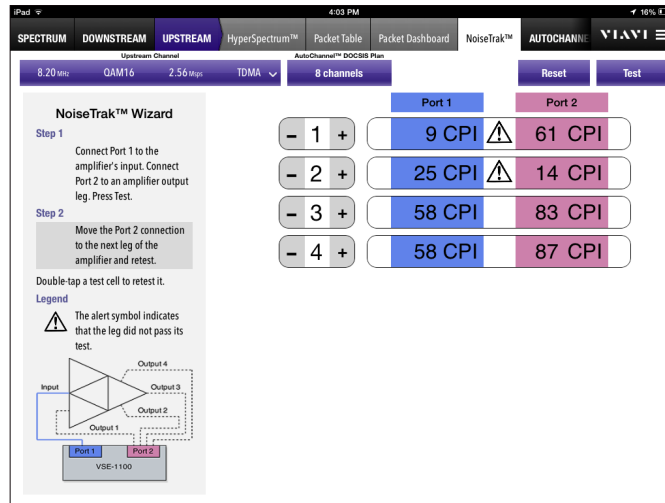 iPad 4:03 PM 16%
SPECTRUM DOWNSTREAM UPSTREAM HyperSpectrum™ Packet Table Packet Dashboard NoiseTrak™ AUTOCHANNE VIAVI
Upstream Channel AutoChannel™ DOCSIS Plan
8.20 MHz QAM16 2.56 Msps TDMA 8 channels Reset Test
NoiseTrak™ Wizard
Step 1
Connect Port 1 to the
amplifier's input. Connect
Port 2 to an amplifier output
leg. Press Test.
Step 2
Move the Port 2 connection
to the next leg of the
amplifier and retest.
Double-tap a test cell to retest it.
Legend
The alert symbol indicates
that the leg did not pass its
test.
Output 4
Input Output 3
Output 2
Output 1
Port 1 Port 2
VSE-1100
Port 1 Port 2
- 1 + 9 CPI 61 CPI
- 2 + 25 CPI 14 CPI
- 3 + 58 CPI 83 CPI
- 4 + 58 CPI 87 CPI